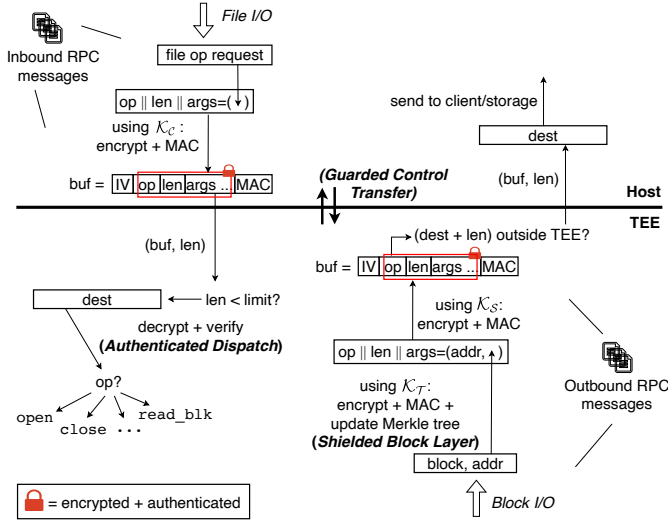 File I/O
Inbound RPC
messages
file op request
op || len || args=( )
using K_C :
encrypt + MAC
buf = IV op len args ... MAC
(buf, len)
dest
len < limit?
decrypt + verify
(Authenticated Dispatch)
op?
open
close
...
read_blk
= encrypted + authenticated
(Guarded Control
Transfer)
send to client/storage
dest
(buf, len)
Host
TEE
(dest + len) outside TEE?
buf = IV op len args ... MAC
using K_S:
encrypt + MAC
op || len || args=(addr, )
using K_T:
encrypt + MAC +
update Merkle tree
(Shielded Block Layer)
block, addr
Block I/O
Outbound RPC
messages